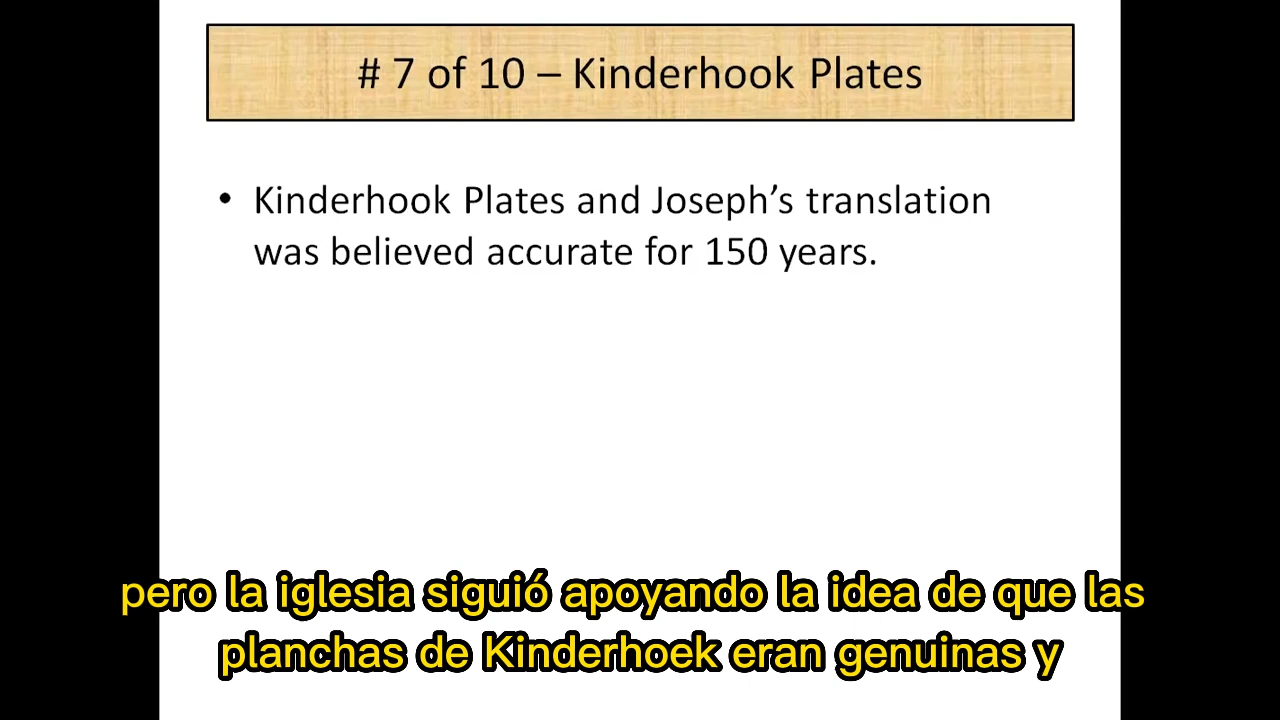 # 7 of 10 – Kinderhook Plates
• Kinderhook Plates and Joseph’s translation
was believed accurate for 150 years.
pero la iglesia siguió apoyando la idea de que las
planchas de Kinderhoek eran genuinas y